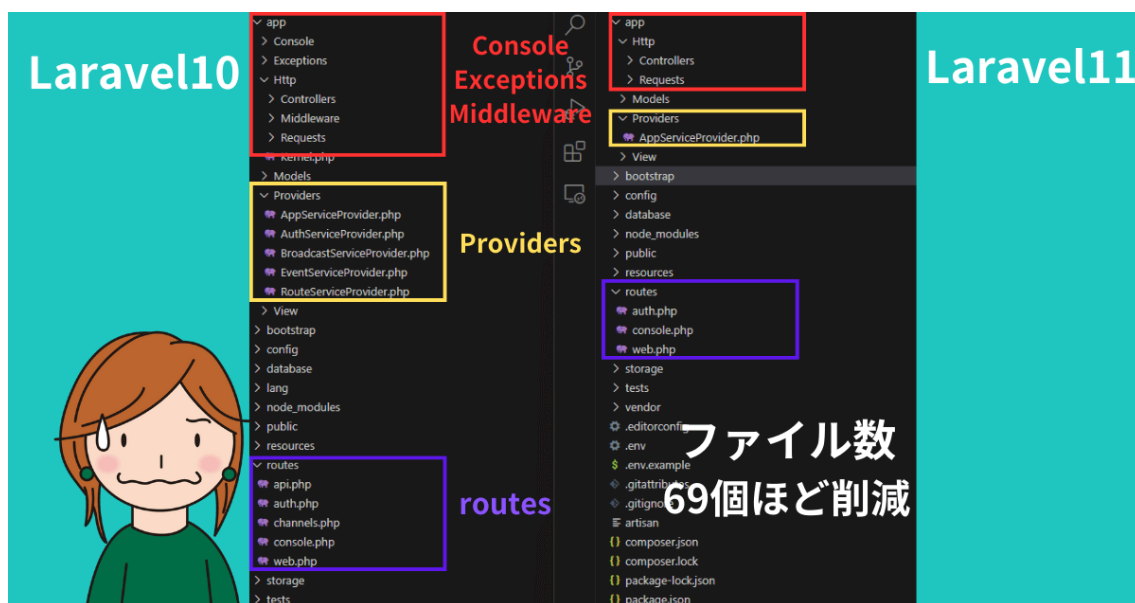 Laravel10
app
Console
Exceptions
Http
Controllers
Middleware
Requests
Kernel.php
Models
Providers
AppServiceProvider.php
AuthServiceProvider.php
BroadcastServiceProvider.php
EventServiceProvider.php
RouteServiceProvider.php
View
bootstrap
config
database
lang
node_modules
public
resources
routes
api.php
auth.php
channels.php
console.php
web.php
storage
tests
Console
Exceptions
Middleware
Providers
routes
app
Http
Controllers
Requests
Models
Providers
AppServiceProvider.php
View
bootstrap
config
database
node_modules
public
resources
routes
auth.php
console.php
web.php
storage
tests
vendor
.editorconfig
.env
.env.example
.gitattributes
.gitignore
artisan
composer.json
composer.lock
package-lock.json
package.json
ファイル数
69個ほど削減
Laravel11